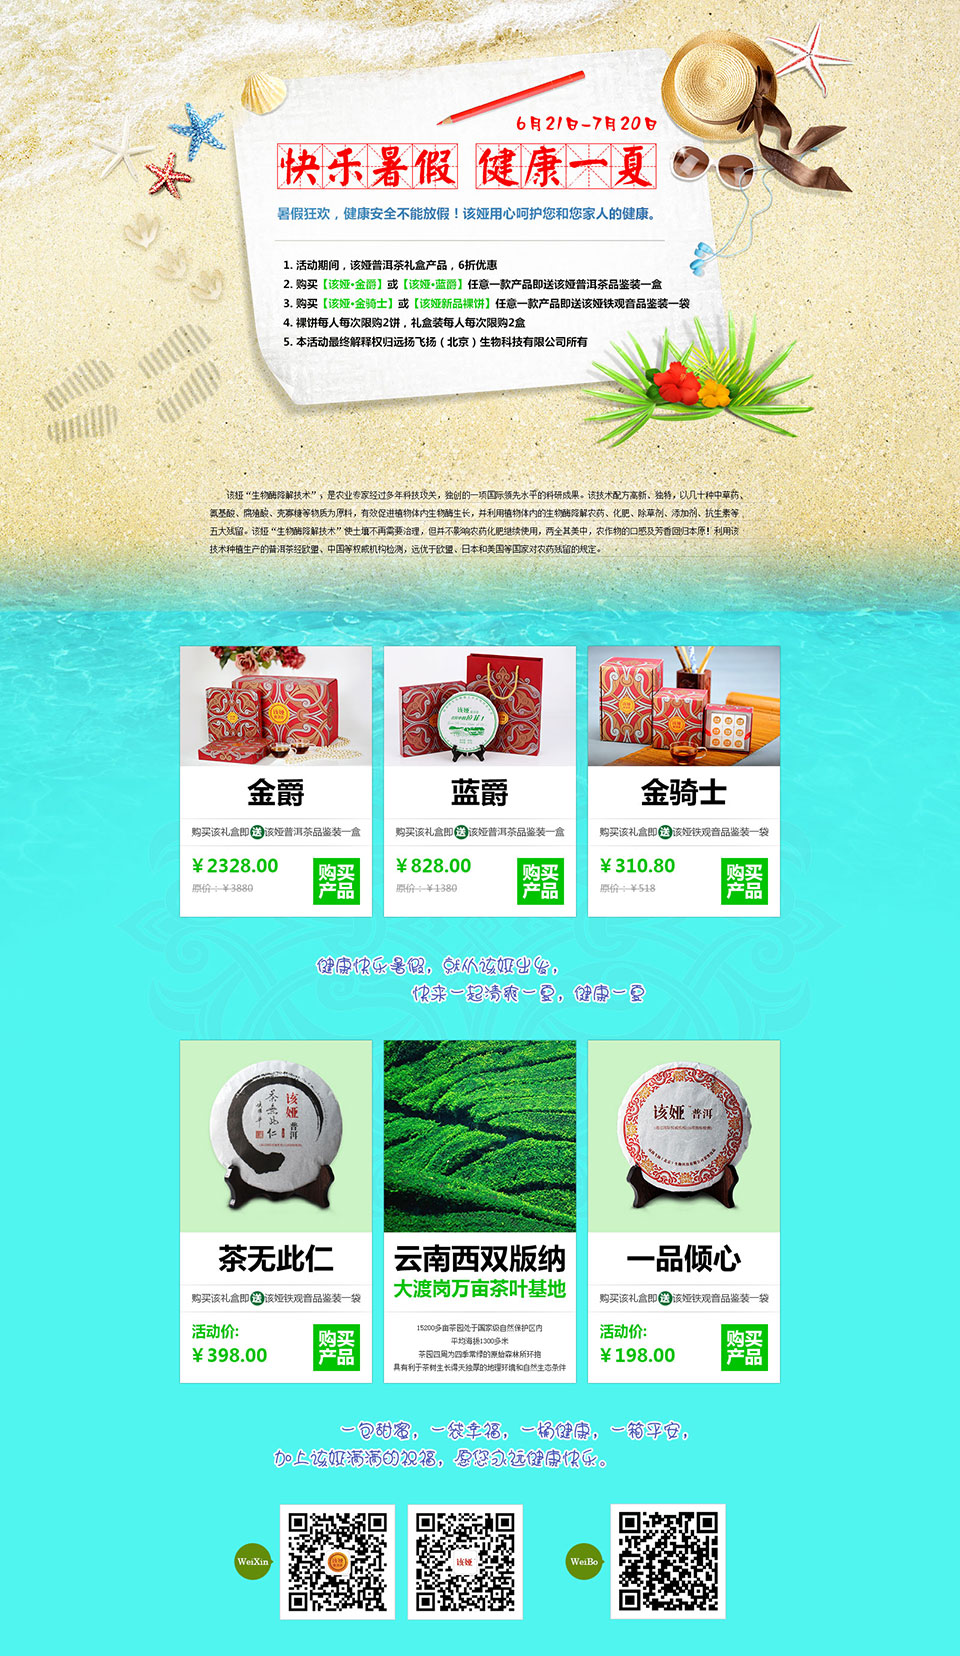 6月21日-7月20日
快乐暑假 健康一夏
暑假狂欢，健康安全不能放假！该娅用心呵护您和您家人的健康。
1. 活动期间，该娅普洱茶礼盒产品，6折优惠
2. 购买【该娅·金爵】或【该娅·蓝爵】任意一款产品即送该娅普洱茶品鉴装一盒
3. 购买【该娅·金骑士】或【该娅新品裸饼】任意一款产品即送该娅铁观音品鉴装一袋
4. 裸饼每人每次限购2饼，礼盒装每人每次限购2盒
5. 本活动最终解释权归远扬飞扬（北京）生物科技有限公司所有
该娅“生物酶降解技术”，是农业专家经过多年科技攻关，独创的一项国际领先水平的科研成果。该技术配方高新、独特，以几十种中草药、
氨基酸、腐殖酸、壳寡糖等物质为原料，有效促进植物体内生物酶生长，并利用植物体内的生物酶降解农药、化肥、除草剂、添加剂、抗生素等
五大残留。该娅“生物酶降解技术”使土壤不再需要治理，但并不影响农药化肥继续使用，两全其美中，农作物的口感及芳香回归本原！利用该
技术种植生产的普洱茶经欧盟、中国等权威机构检测，远优于欧盟、日本和美国等国家对农药残留的规定。
金爵
购买该礼盒即送该娅普洱茶品鉴装一盒
￥2328.00
原价：￥3880
购买
产品
蓝爵
购买该礼盒即送该娅普洱茶品鉴装一盒
￥828.00
原价：￥1380
购买
产品
金骑士
购买该礼盒即送该娅铁观音品鉴装一袋
￥310.80
原价：￥518
购买
产品
健康快乐暑假，就从该娅出发，
快来一起清爽一夏，健康一夏
茶无此仁
该娅
普洱
茶无此仁
购买该礼盒即送该娅铁观音品鉴装一袋
活动价:
￥398.00
购买
产品
云南西双版纳
大渡岗万亩茶叶基地
15200多亩茶园处于国家级自然保护区内
平均海拔1300多米
茶园四周为四季常绿的原始森林所环抱
具有利于茶树生长得天独厚的地理环境和自然生态条件
该娅 普洱
一品倾心
购买该礼盒即送该娅铁观音品鉴装一袋
活动价:
￥198.00
购买
产品
一包甜蜜，一袋幸福，一桶健康，一箱平安，
加上该娅满满的祝福，愿您永远健康快乐。
WeiXin
该娅
WeiBo